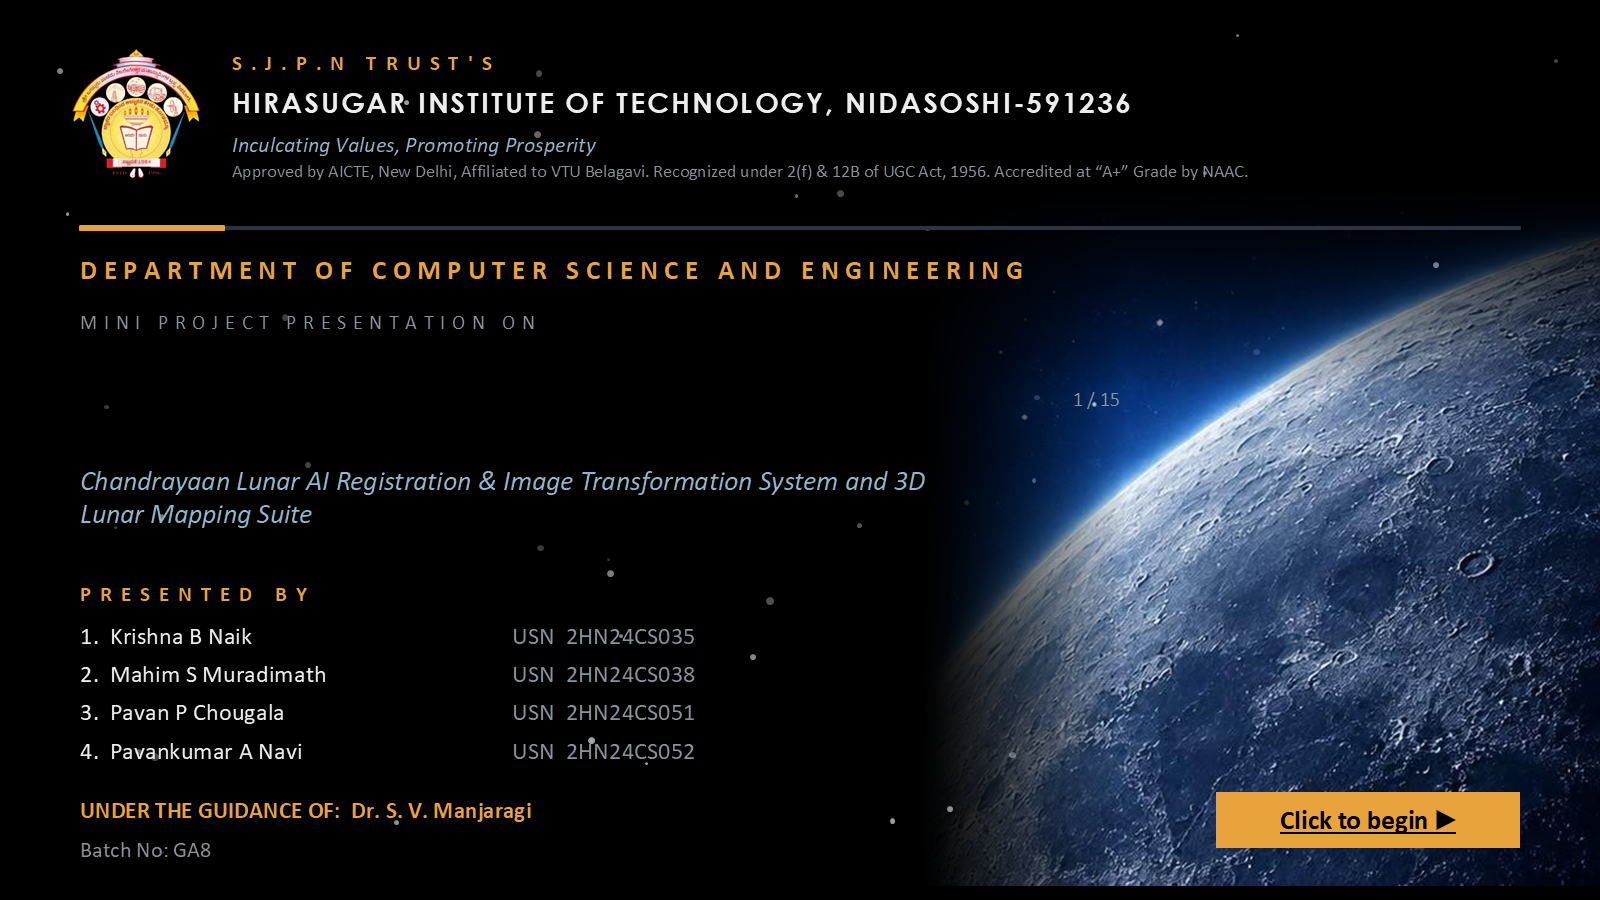 S.J.P.N TRUST'S
HIRASUGAR INSTITUTE OF TECHNOLOGY, NIDASOSHI-591236
Inculcating Values, Promoting Prosperity
Approved by AICTE, New Delhi, Affiliated to VTU Belagavi. Recognized under 2(f) & 12B of UGC Act, 1956. Accredited at “A+” Grade by NAAC.
DEPARTMENT OF COMPUTER SCIENCE AND ENGINEERING
MINI PROJECT PRESENTATION ON
1 / 15
Chandrayaan Lunar AI Registration & Image Transformation System and 3D
Lunar Mapping Suite
PRESENTED BY
1. Krishna B Naik USN 2HN24CS035
2. Mahim S Muradimath USN 2HN24CS038
3. Pavan P Chougala USN 2HN24CS051
4. Pavankumar A Navi USN 2HN24CS052
UNDER THE GUIDANCE OF: Dr. S. V. Manjaragi
Batch No: GA8
Click to begin ▶